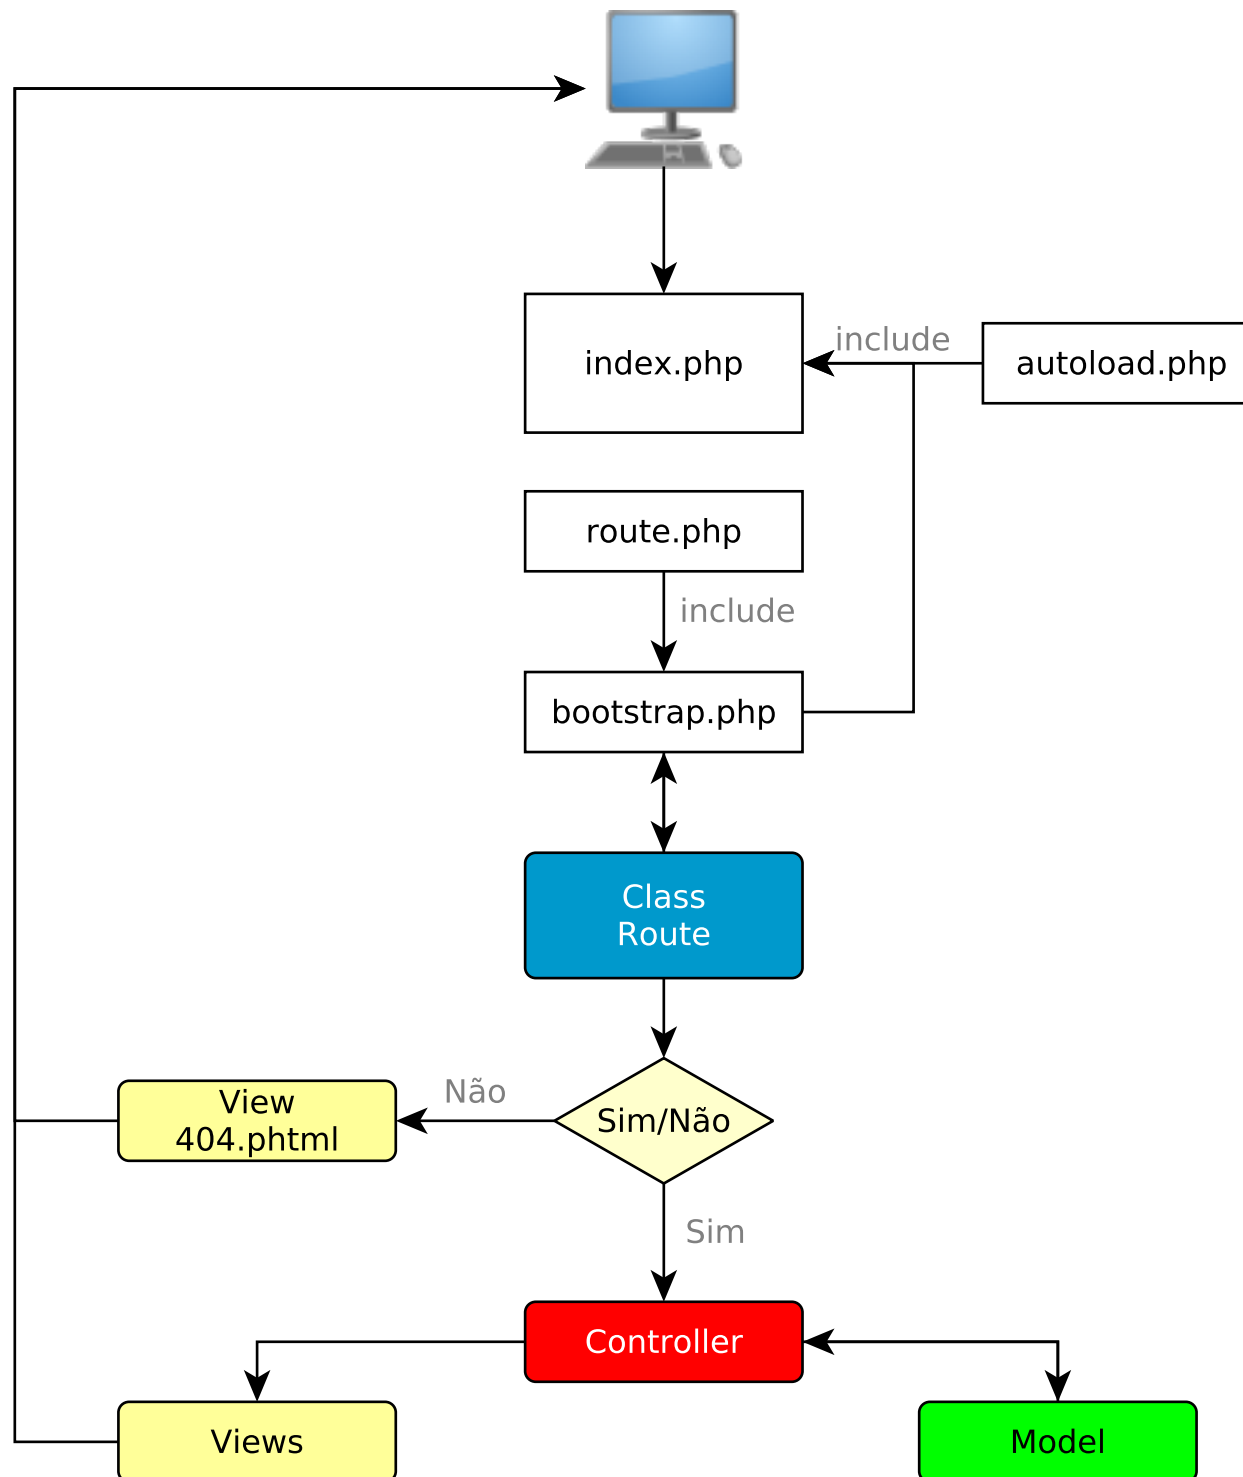 index.php
include
autoload.php
route.php
include
bootstrap.php
Class
Route
Sim/Não
Não
View
404.phtml
Sim
Controller
Views
Model